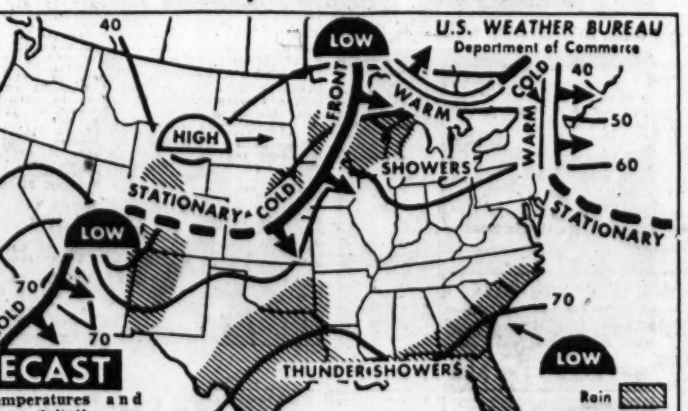 U.S. WEATHER BUREAU
Department of Commerce
40
LOW
COLD
40
FRONT
WARM
50
HIGH
WARM
60
SHOWERS
STATIONARY
COLD
STATIONARY
LOW
70
70
OLD
70
ECAST
THUNDERSHOWERS
LOW
emperatures and
Rain